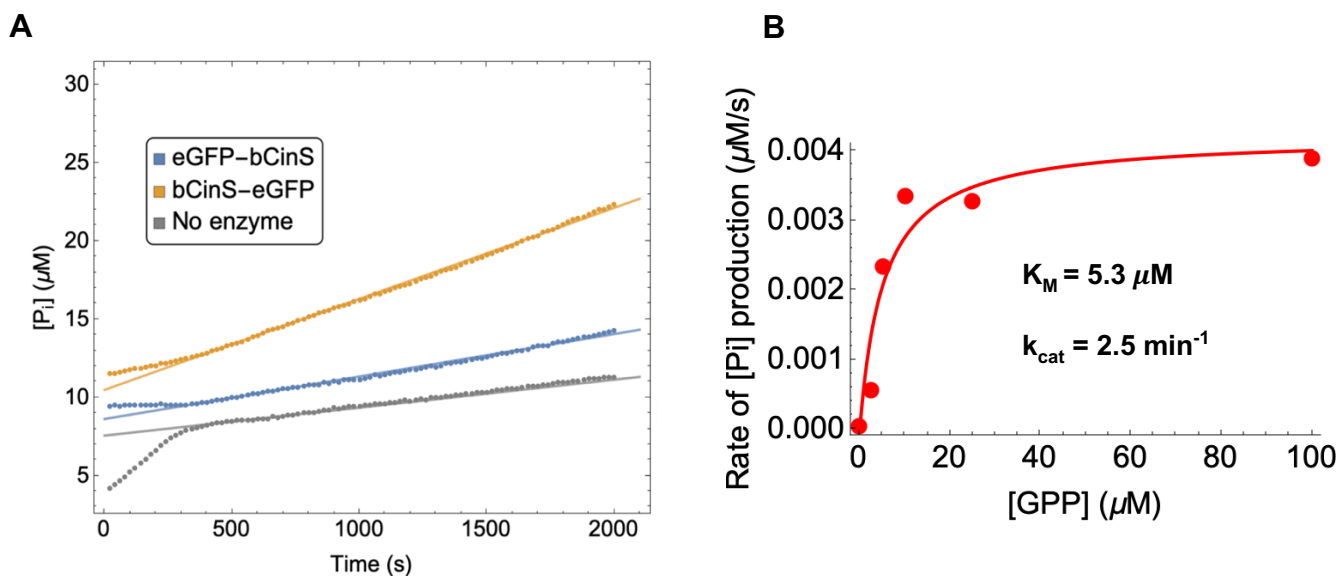 A
30
25
20
15
10
5
[Pi] (μM)
eGFP–bCinS
bCinS–eGFP
No enzyme
0 500 1000 1500 2000
Time (s)
B
Rate of [Pi] production (μM/s)
0.004
0.003
0.002
0.001
0.000
K_M = 5.3 μM
k_cat = 2.5 min⁻¹
0 20 40 60 80 100
[GPP] (μM)